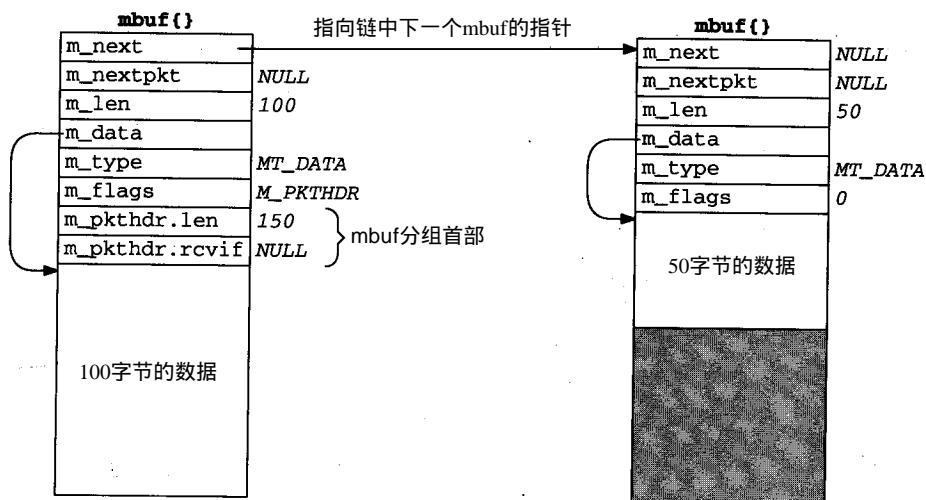 mbuf{}
m_next
m_nextpkt NULL
m_len 100
m_data
m_type MT_DATA
m_flags M_PKTHDR
m_pkthdr.len 150
m_pkthdr.rcvif NULL
mbuf分组首部
100字节的数据
指向链中下一个mbuf的指针
mbuf{}
m_next NULL
m_nextpkt NULL
m_len 50
m_data
m_type MT_DATA
m_flags 0
50字节的数据